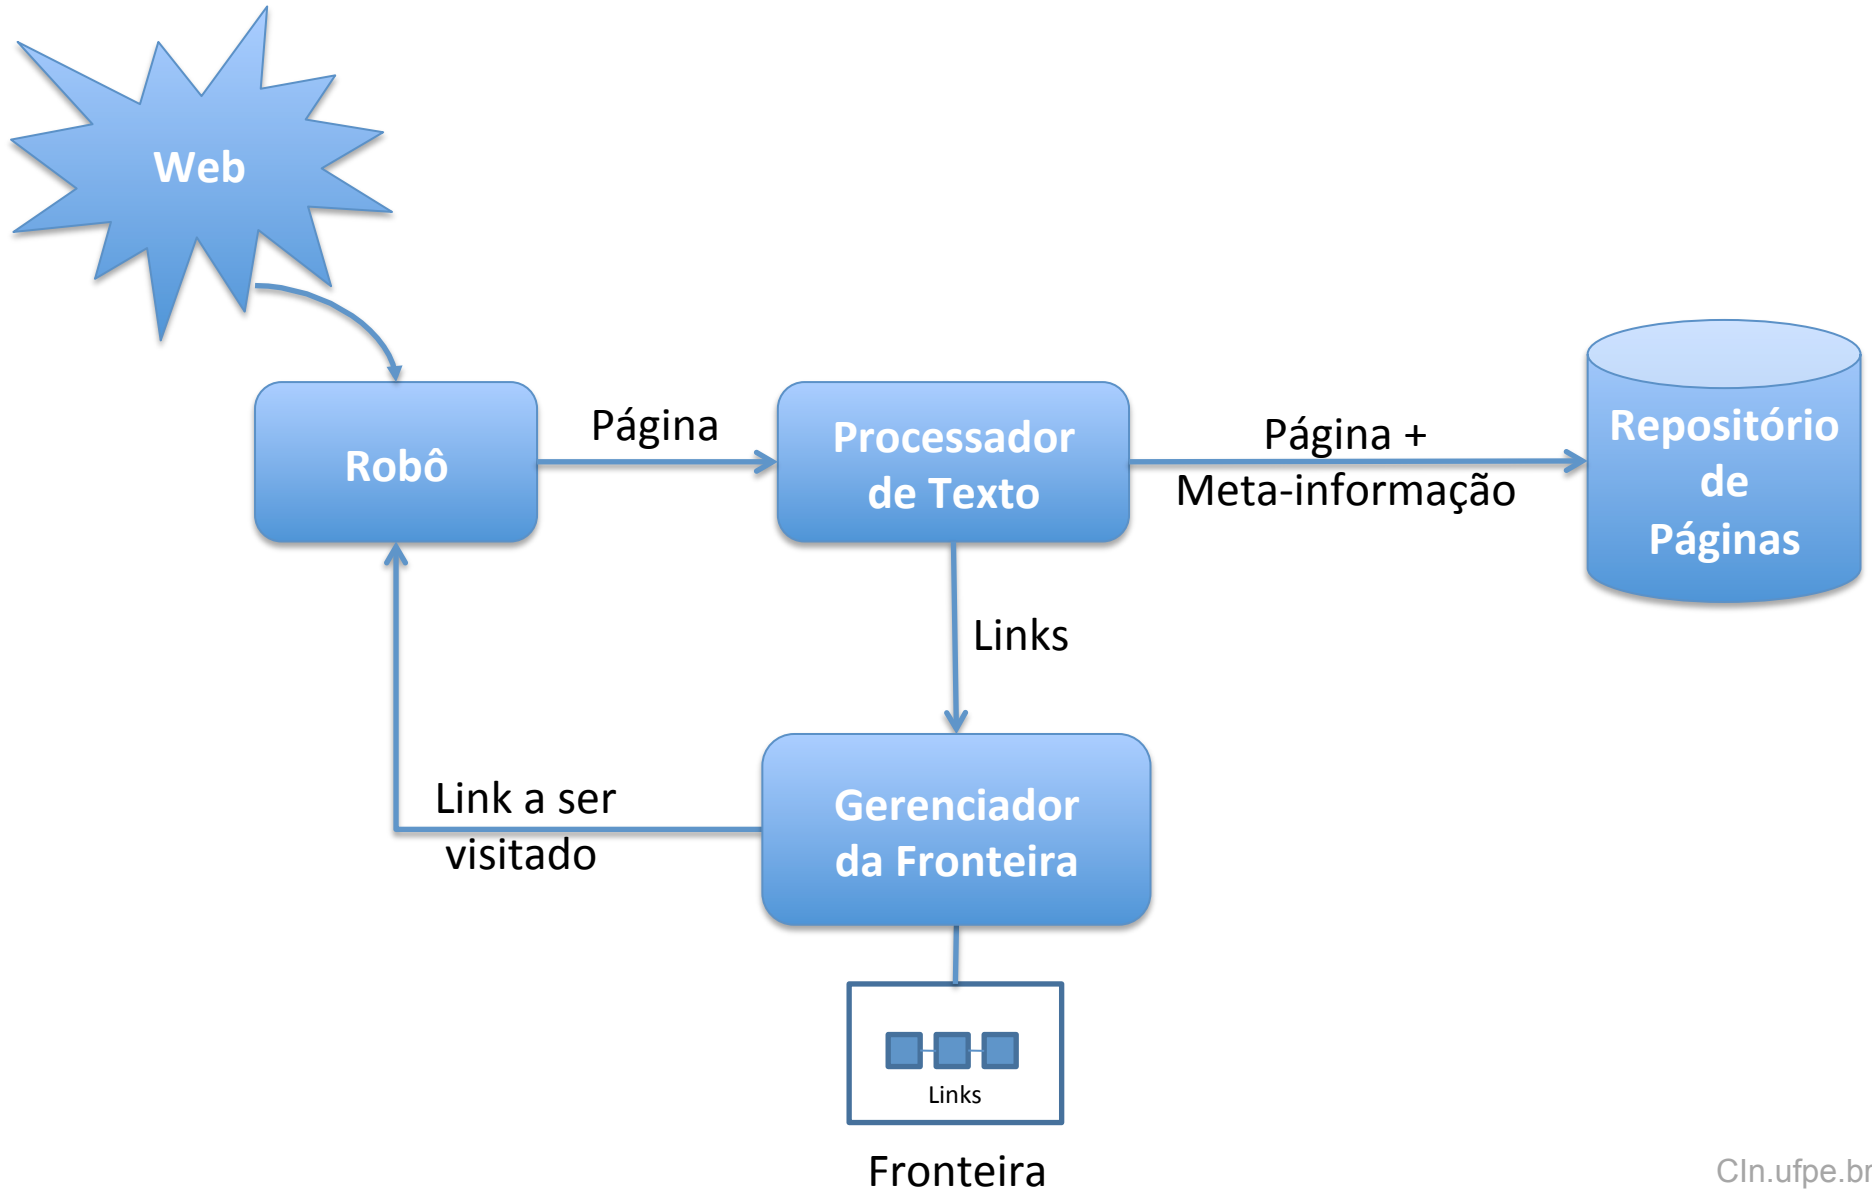 Web
Robô
Página
Processador
de Texto
Página +
Meta-informação
Repositório
de
Páginas
Links
Link a ser
visitado
Gerenciador
da Fronteira
Links
Fronteira
CIn.ufpe.br